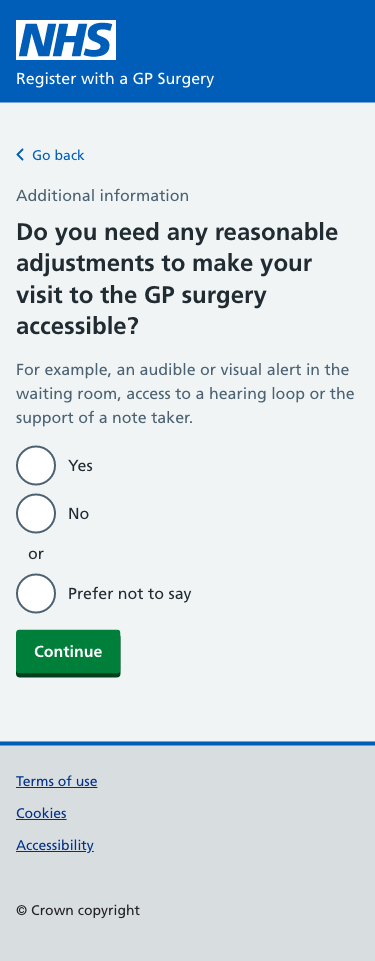 NHS
Register with a GP Surgery
Go back
Additional information
Do you need any reasonable
adjustments to make your
visit to the GP surgery
accessible?
For example, an audible or visual alert in the
waiting room, access to a hearing loop or the
support of a note taker.
Yes
No
or
Prefer not to say
Continue
Terms of use
Cookies
Accessibility
© Crown copyright